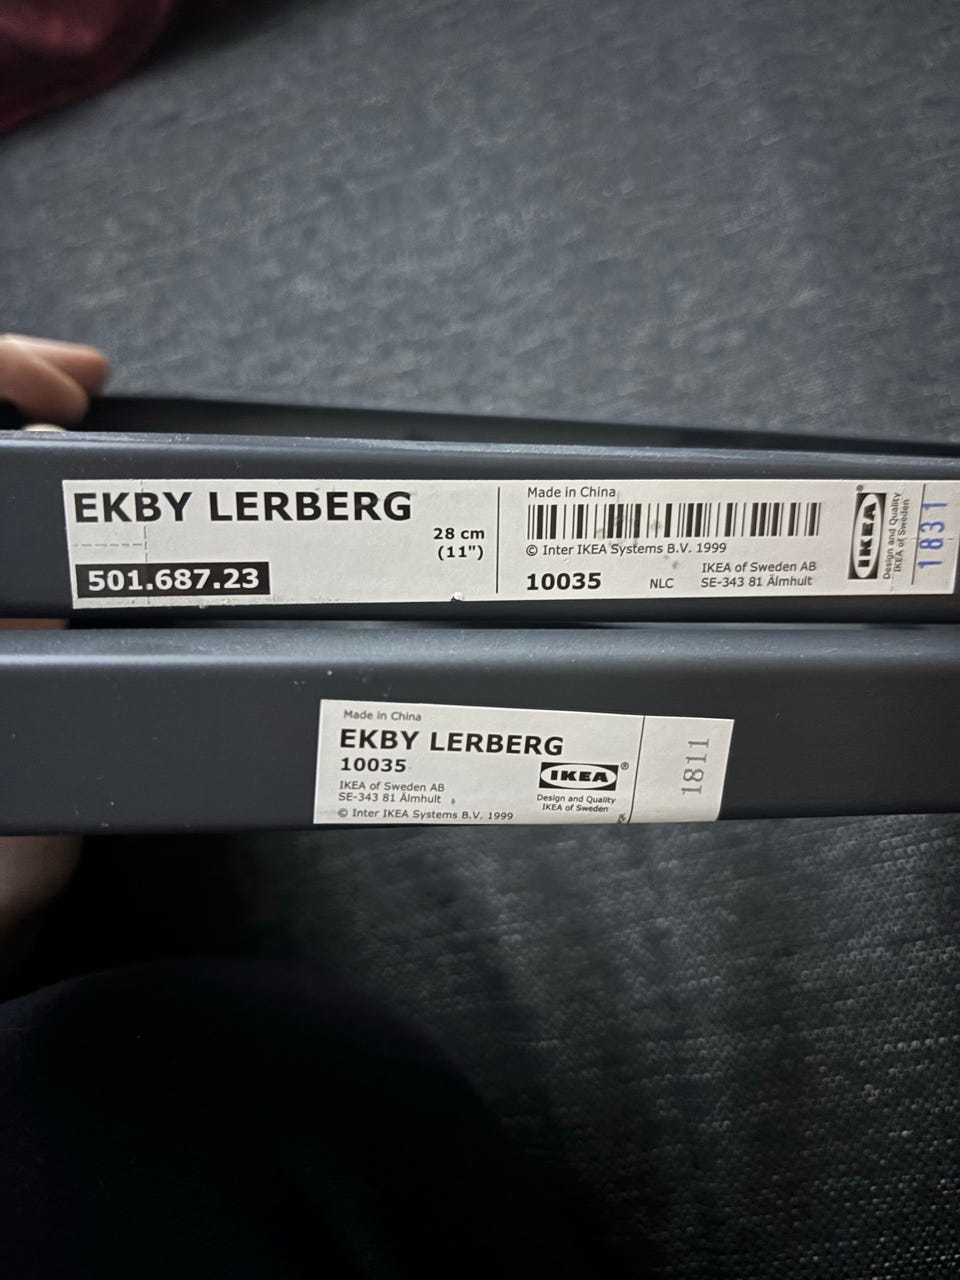 EKBY LERBERG
28 cm
(11")
501.687.23
Made in China
© Inter IKEA Systems B.V. 1999
10035
NLC
IKEA of Sweden AB
SE-343 81 Älmhult
IKEA®
Design and Quality
IKEA of Sweden
1831
Made in China
EKBY LERBERG
10035
IKEA of Sweden AB
SE-343 81 Älmhult
© Inter IKEA Systems B.V. 1999
IKEA®
Design and Quality
IKEA of Sweden
1811